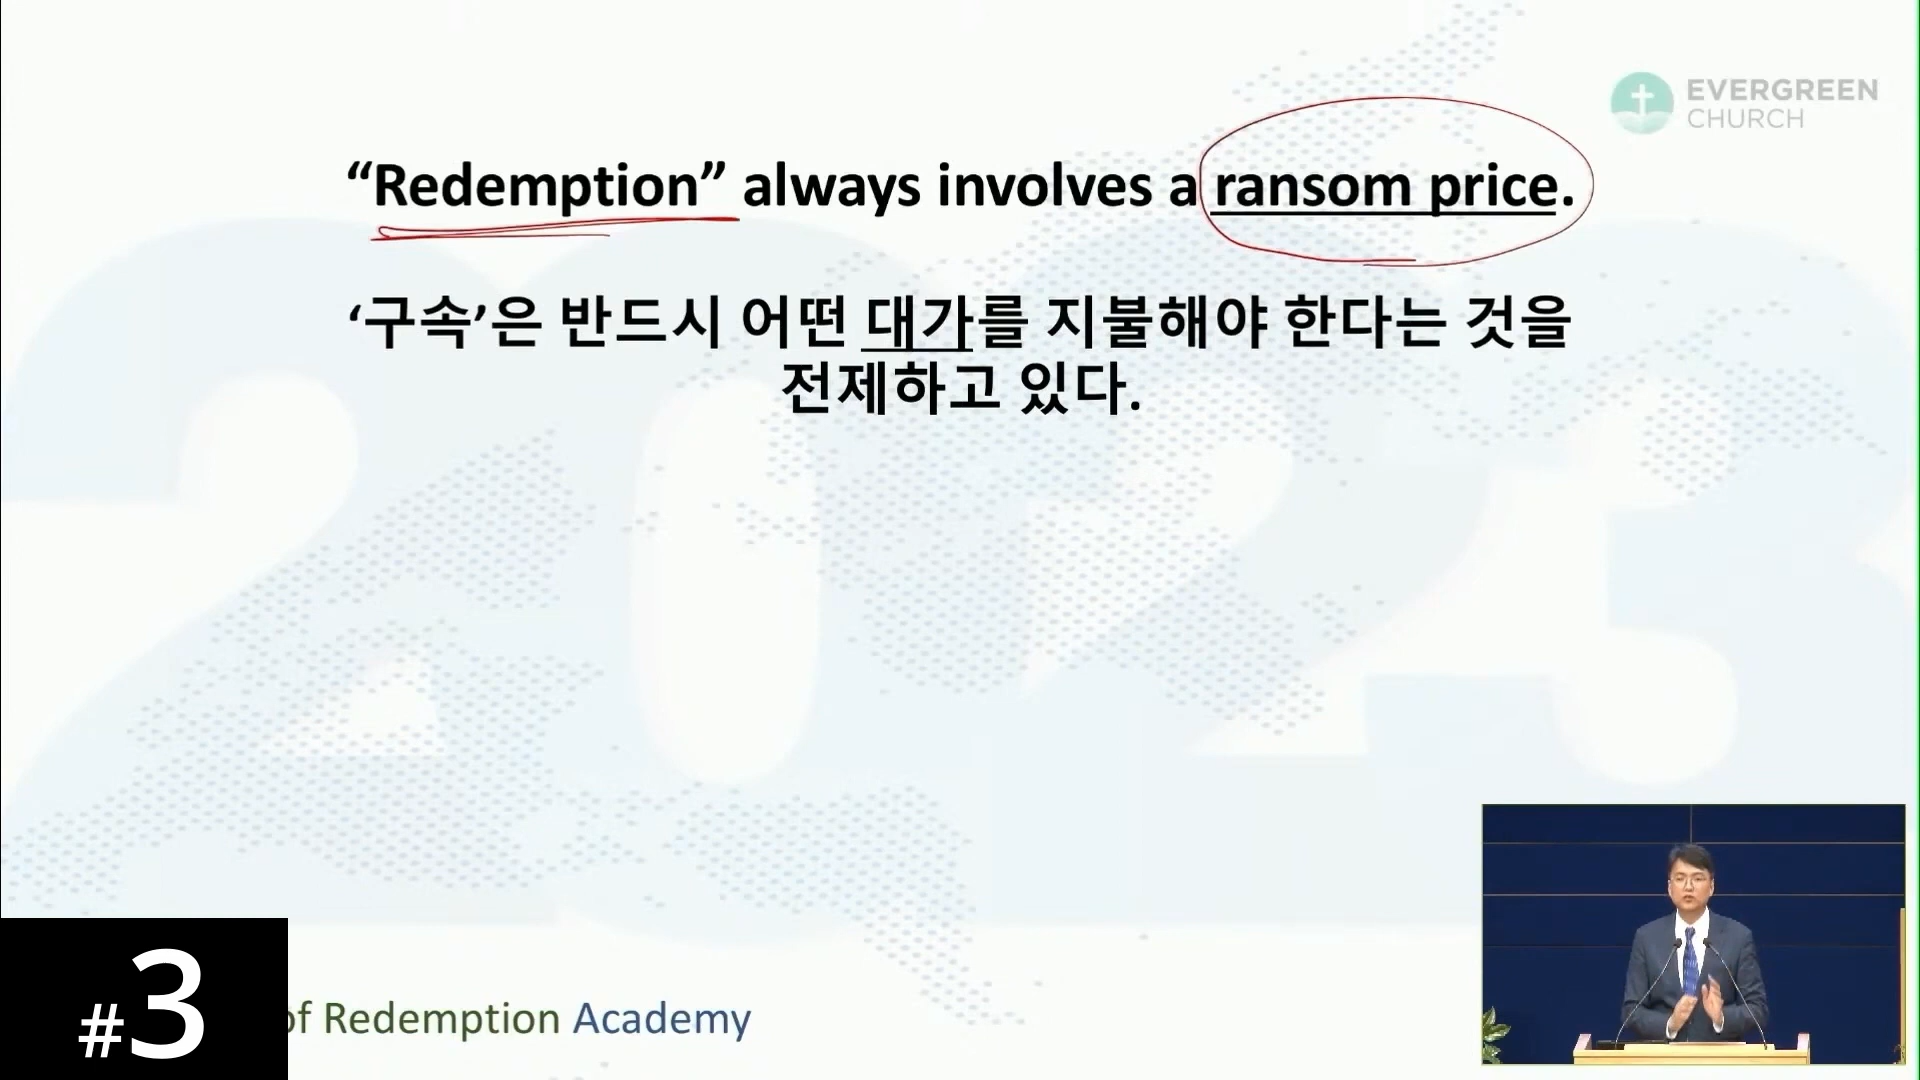 EVERGREEN
CHURCH
“Redemption” always involves a ransom price.
‘구속’은 반드시 어떤 대가를 지불해야 한다는 것을
전제하고 있다.
#3
of Redemption Academy